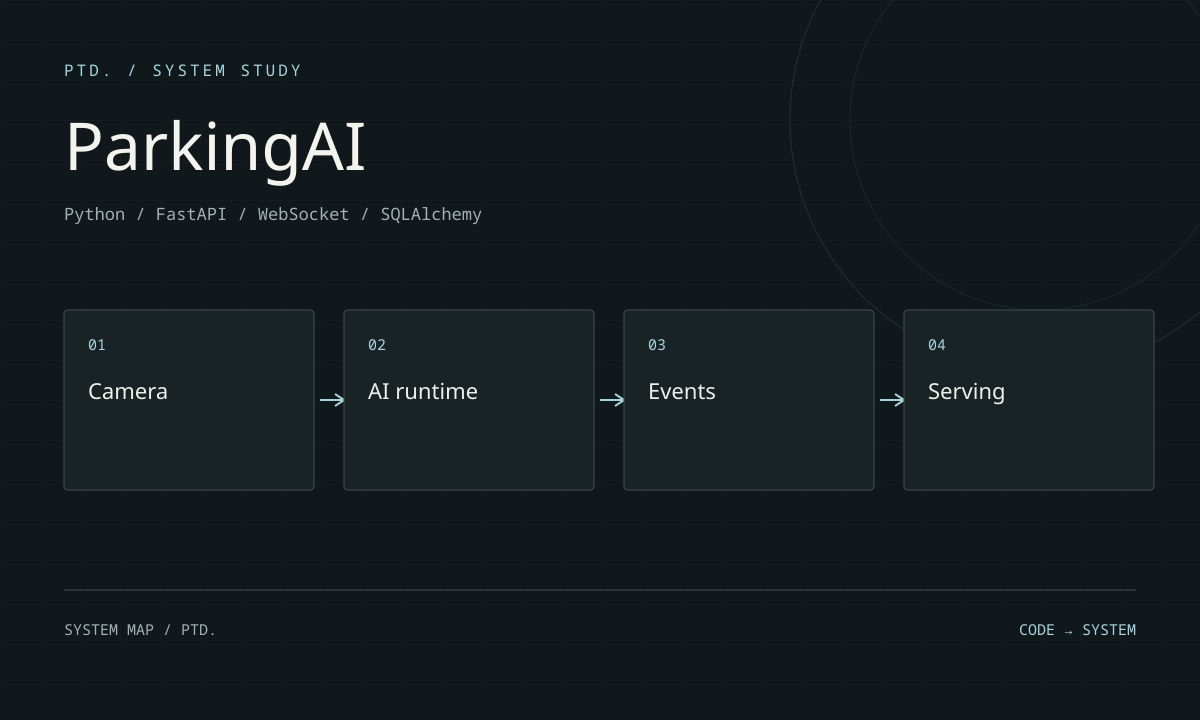 PTD. / SYSTEM STUDY
ParkingAI
Python / FastAPI / WebSocket / SQLAlchemy
01
Camera
02
AI runtime
03
Events
04
Serving
SYSTEM MAP / PTD.
CODE → SYSTEM